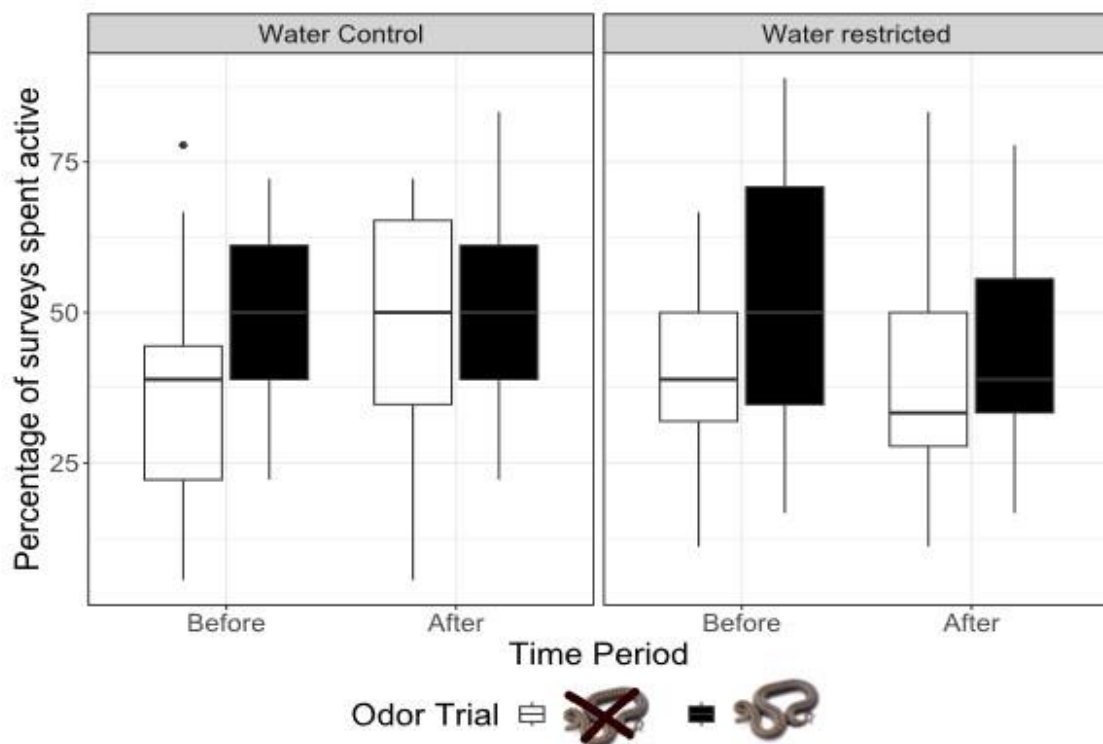 Water Control
Water restricted
Percentage of surveys spent active
75
50
25
Before
After
Before
After
Time Period
Odor Trial